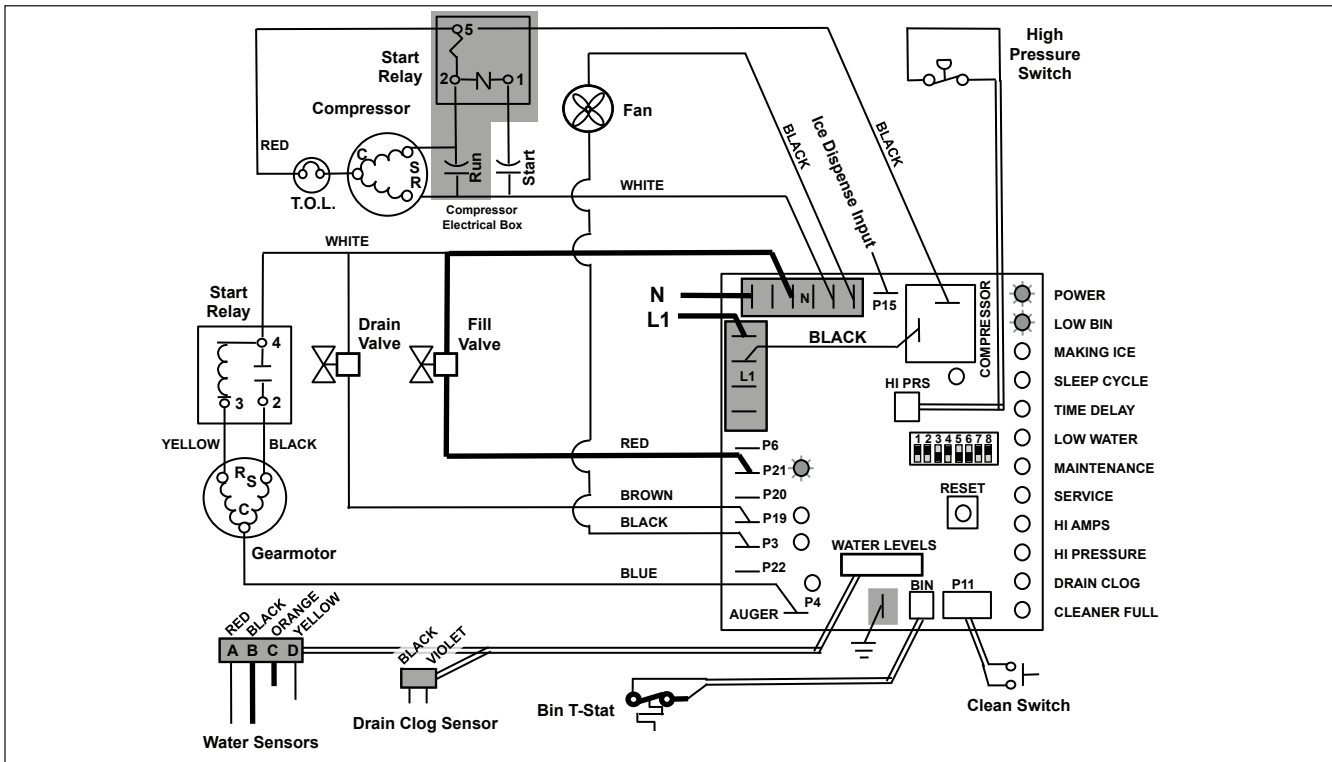 5
Start
Relay
2
N
1
Compressor
RED
C
S
R
T.O.L.
Run
Start
Compressor
Electrical Box
Fan
BLACK
Ice Dispense Input
BLACK
High
Pressure
Switch
WHITE
WHITE
Start
Relay
4
3
2
YELLOW
BLACK
R
S
C
Gearmotor
Drain
Valve
Fill
Valve
N
L1
N
P15
BLACK
L1
COMPRESSOR
HI PRS
1 2 3 4 5 6 7 8
RESET
POWER
LOW BIN
MAKING ICE
SLEEP CYCLE
TIME DELAY
LOW WATER
MAINTENANCE
SERVICE
HI AMPS
HI PRESSURE
DRAIN CLOG
CLEANER FULL
RED
P6
P21
P20
BROWN
P19
BLACK
P3
P22
BLUE
P4
AUGER
WATER LEVELS
BIN
P11
RED
BLACK
ORANGE
YELLOW
A B C D
Water Sensors
BLACK
VIOLET
Drain Clog Sensor
Bin T-Stat
Clean Switch